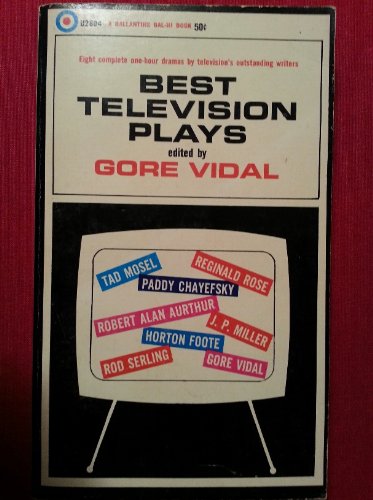 U2804 A BALLANTINE BAL-HI BOOK 50¢
Eight complete one-hour dramas by television's outstanding writers
BEST
TELEVISION
PLAYS
edited by
GORE VIDAL
TAD MOSEL
REGINALD ROSE
PADDY CHAYEFSKY
ROBERT ALAN AURTHUR
J. P. MILLER
HORTON FOOTE
ROD SERLING
GORE VIDAL